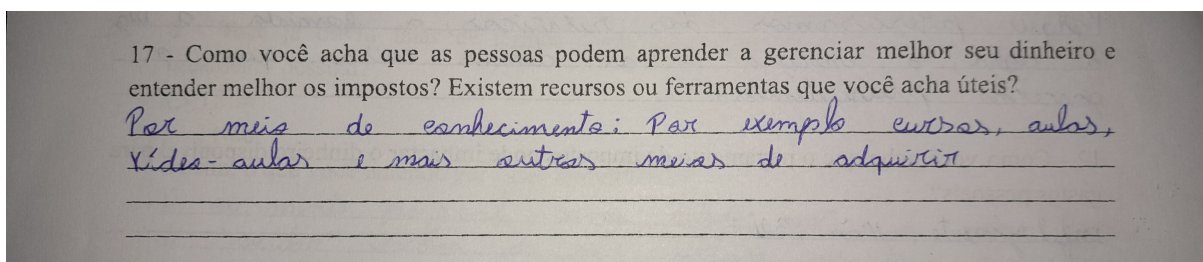 17 - Como você acha que as pessoas podem aprender a gerenciar melhor seu dinheiro e
entender melhor os impostos? Existem recursos ou ferramentas que você acha úteis?
Por meio de conhecimento; Por exemplo cursos, aulas,
Vídeo-aulas e mais outros meios de adquirir